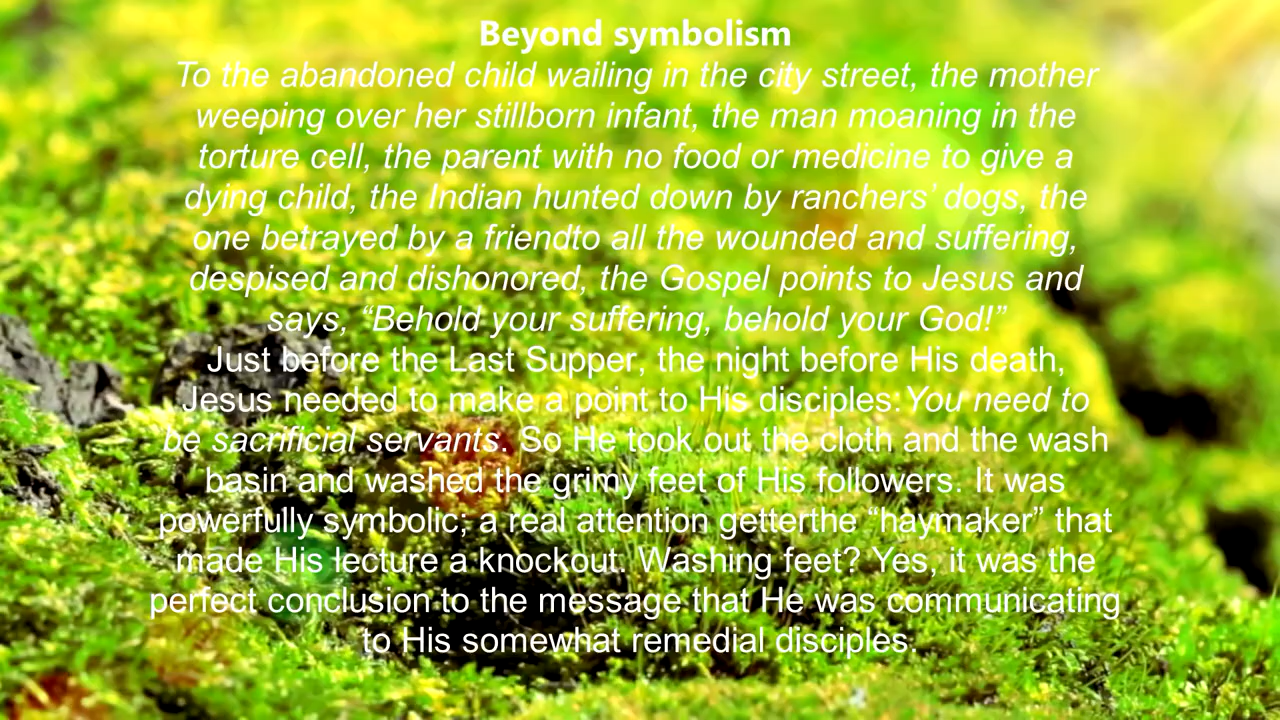 Beyond symbolism
To the abandoned child wailing in the city street, the mother
weeping over her stillborn infant, the man moaning in the
torture cell, the parent with no food or medicine to give a
dying child, the Indian hunted down by ranchers’ dogs, the
one betrayed by a friendto all the wounded and suffering,
despised and dishonored, the Gospel points to Jesus and
says, “Behold your suffering, behold your God!”
Just before the Last Supper, the night before His death,
Jesus needed to make a point to His disciples:You need to
be sacrificial servants. So He took out the cloth and the wash
basin and washed the grimy feet of His followers. It was
powerfully symbolic; a real attention getterthe “haymaker” that
made His lecture a knockout. Washing feet? Yes, it was the
perfect conclusion to the message that He was communicating
to His somewhat remedial disciples.